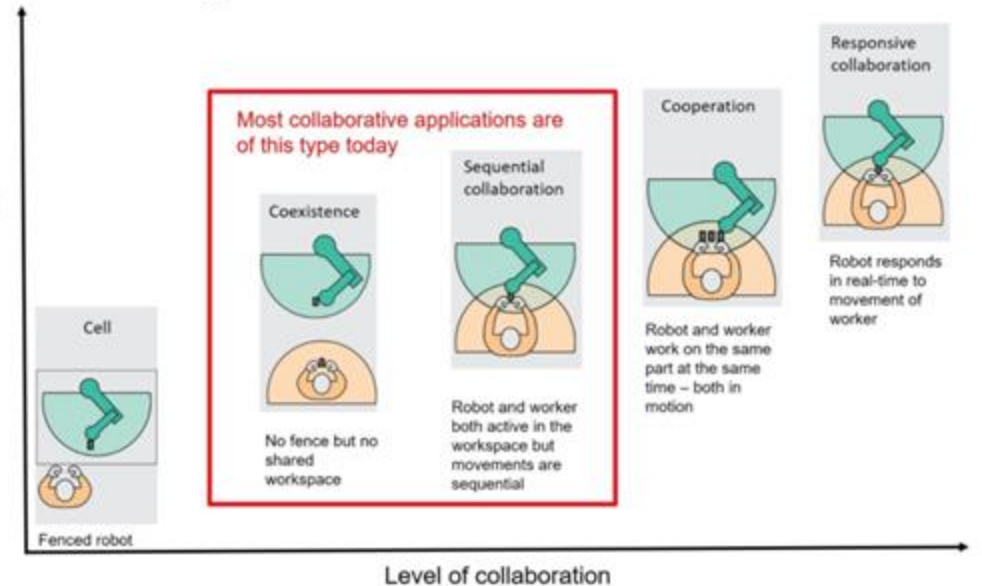 Most collaborative applications are
of this type today
Cell
Fenced robot
Coexistence
No fence but no
shared
workspace
Sequential
collaboration
Robot and worker
both active in the
workspace but
movements are
sequential
Cooperation
Robot and worker
work on the same
part at the same
time – both in
motion
Responsive
collaboration
Robot responds
in real-time to
movement of
worker
Level of collaboration